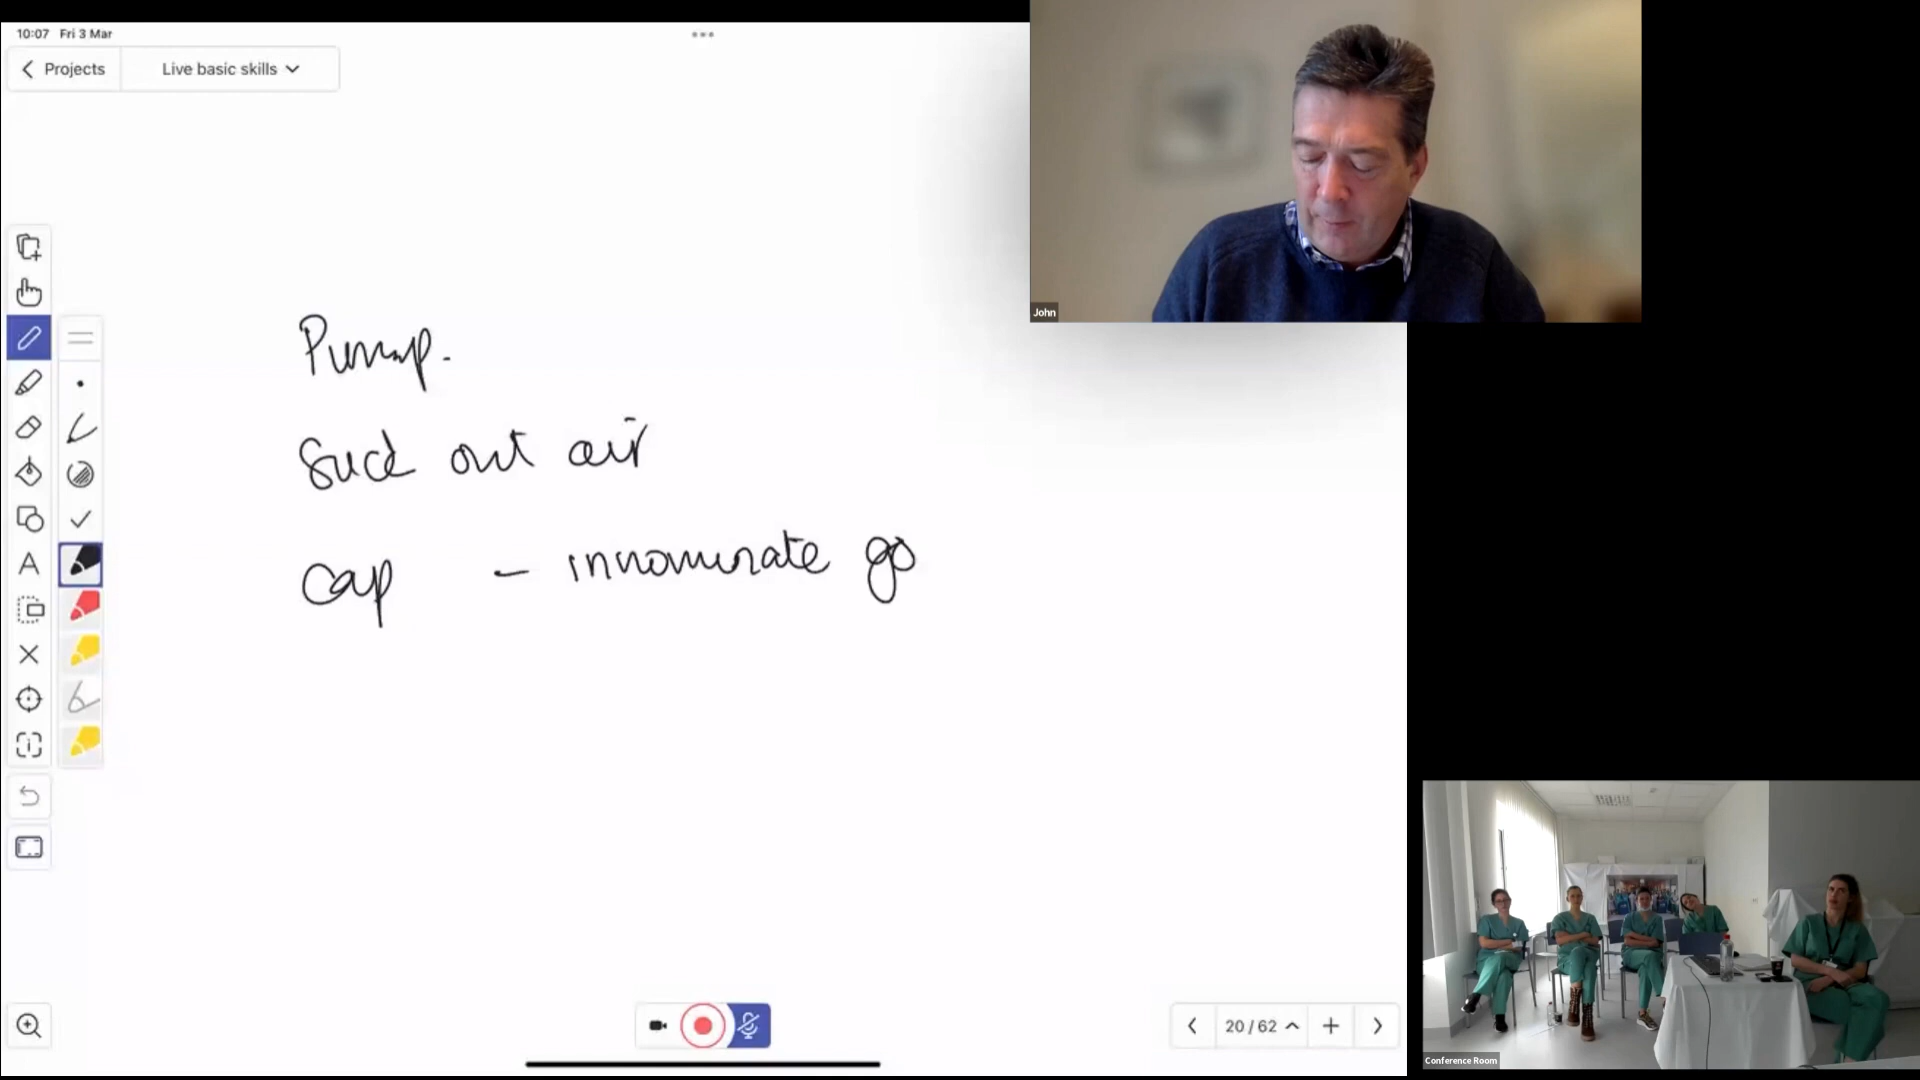 10:07 Fri 3 Mar
Projects Live basic skills
John
Pump.
Suck out air
cap – innominate go
A
20/62
Conference Room